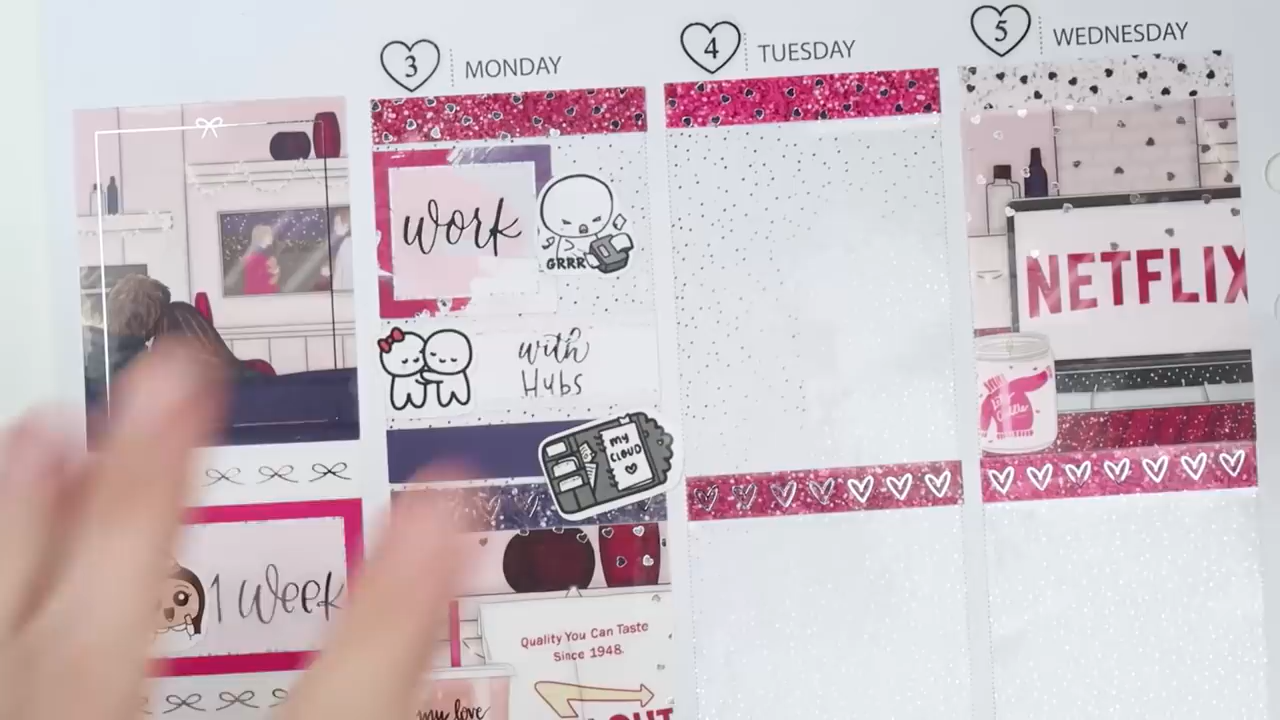 3 MONDAY
4 TUESDAY
5 WEDNESDAY
work
GRRR
with
Hubs
MY
CLOUD
NETFLIX
1 Week
Quality You Can Taste
Since 1948.
my love
OUT